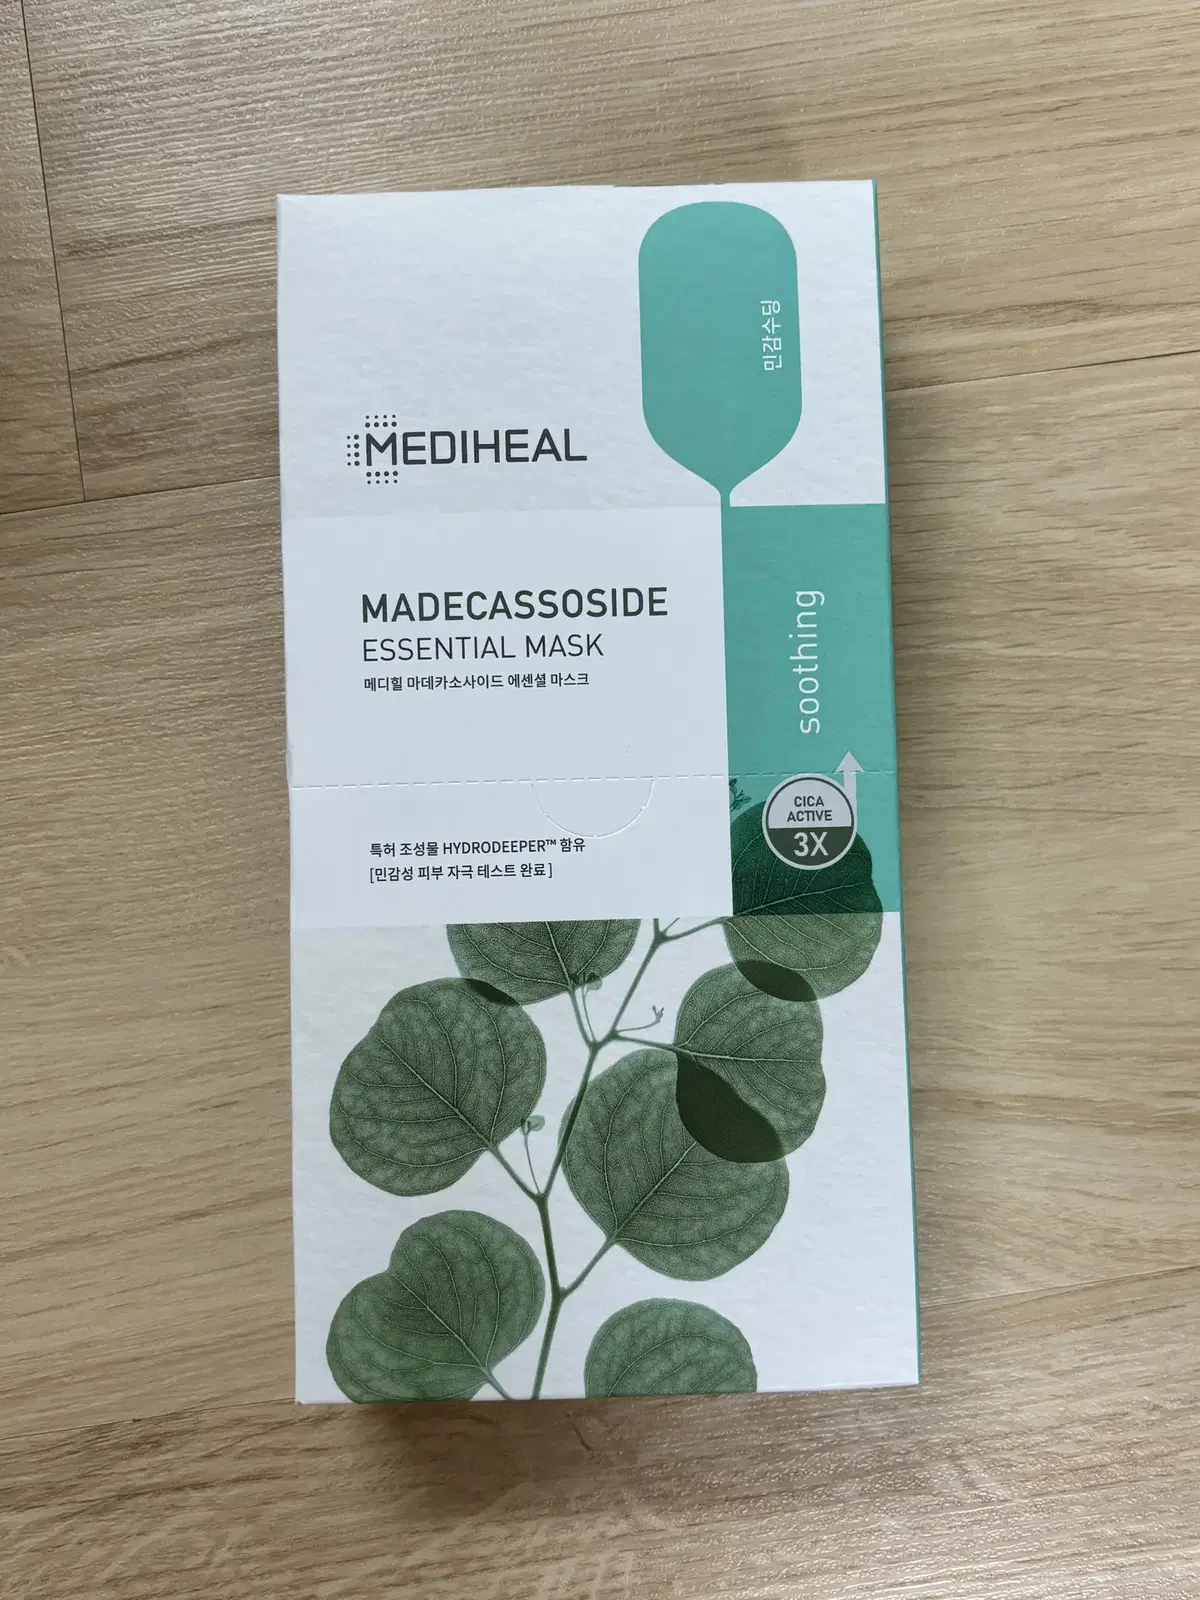 민감수딩
MEDIHEAL
MADECASSOSIDE
ESSENTIAL MASK
메디힐 마데카소사이드 에센셜 마스크
soothing
CICA
ACTIVE
3X
특허 조성물 HYDRODEEPER™ 함유
[민감성 피부 자극 테스트 완료]